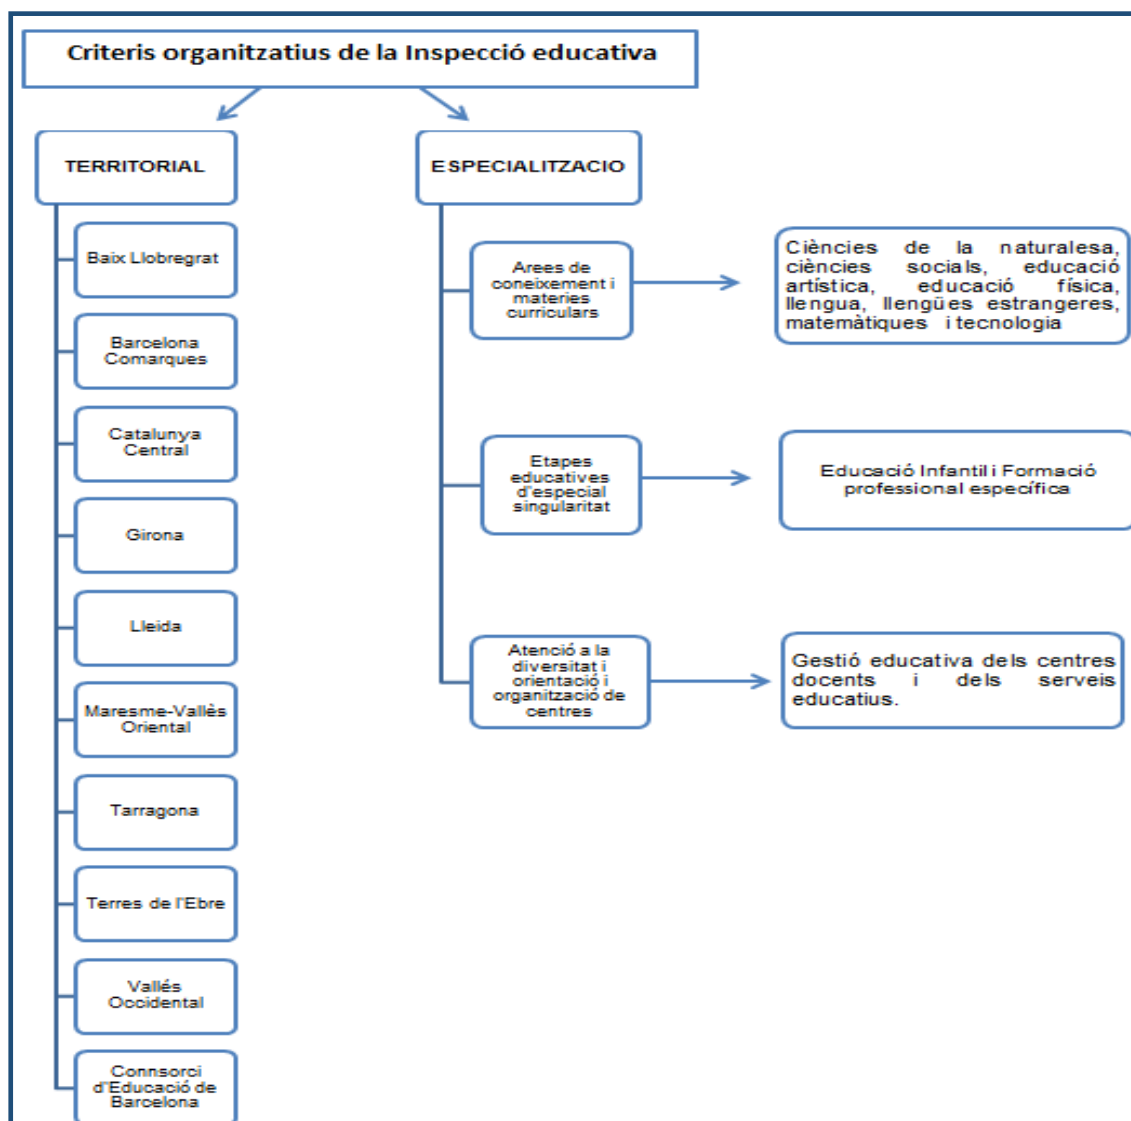 Criteris organitzatius de la Inspecció educativa
TERRITORIAL
Baix Llobregrat
Barcelona
Comarques
Catalunya
Central
Girona
Lleida
Maresme-Vallès
Oriental
Tarragona
Terres de l'Ebre
Vallés
Occidental
Connsorci
d'Educació de
Barcelona
ESPECIALITZACIO
Arees de
coneixement i
materies
curriculars
Ciències de la naturalesa,
ciències socials, educació
artística, educació física,
llengua, llengües estrangeres,
matemàtiques i tecnologia
Etapes
educatives
d'especial
singularitat
Educació Infantil i Formació
professional específica
Atenció a la
diversitat i
orientació i
organització de
centres
Gestió educativa dels centres
docents i dels serveis
educatius.